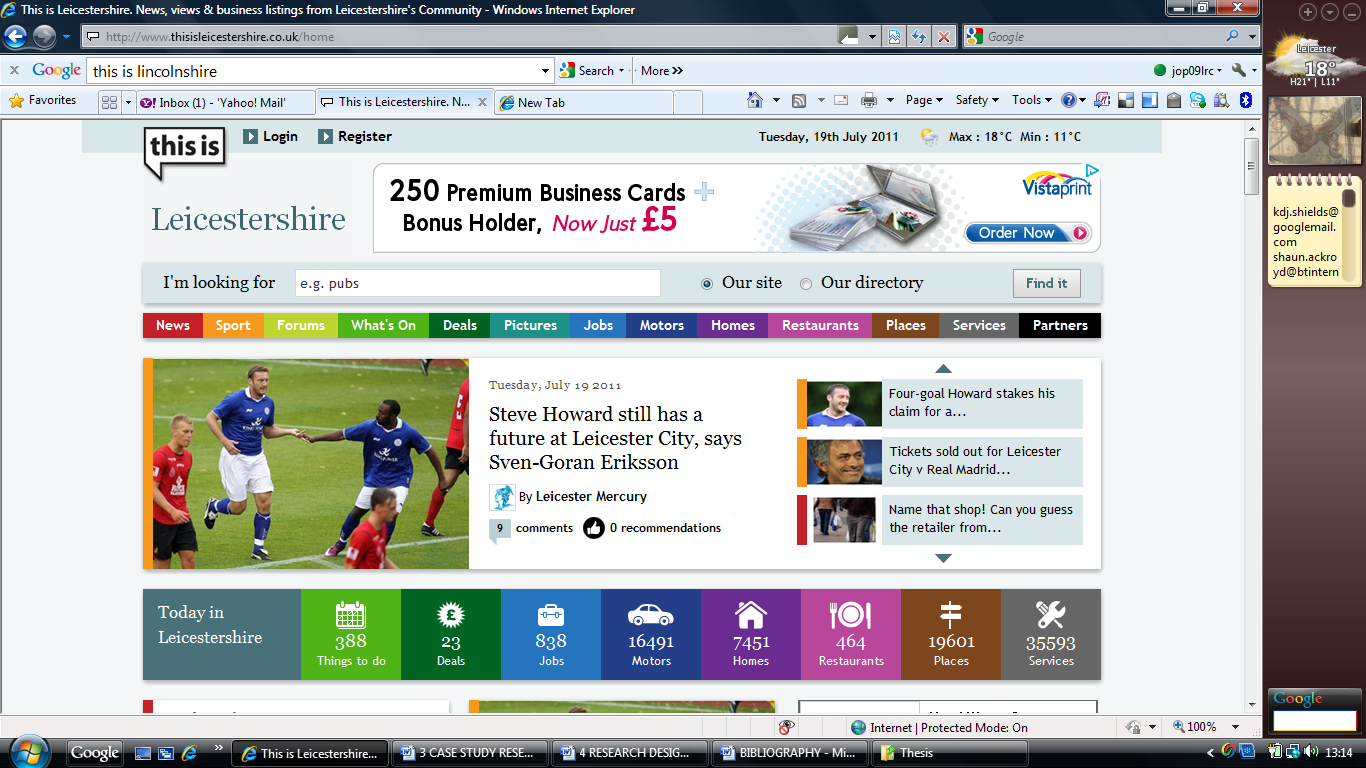 This is Leicestershire. News, views & business listings from Leicestershire's Community - Windows Internet Explorer
http://www.thisisleicestershire.co.uk/home
Google
Google this is lincolnshire Search More jop09lrc
Favorites Inbox (1) - 'Yahoo! Mail' This is Leicestershire. N... New Tab Page Safety Tools
this is Login Register Tuesday, 19th July 2011 Max : 18°C Min : 11°C
Leicestershire
250 Premium Business Cards
Bonus Holder, Now Just £5
Vistaprint
Order Now
I'm looking for e.g. pubs Our site Our directory Find it
News Sport Forums What's On Deals Pictures Jobs Motors Homes Restaurants Places Services Partners
Tuesday, July 19 2011
Steve Howard still has a
future at Leicester City, says
Sven-Goran Eriksson
By Leicester Mercury
9 comments 0 recommendations
Four-goal Howard stakes his
claim for a...
Tickets sold out for Leicester
City v Real Madrid...
Name that shop! Can you guess
the retailer from...
Today in
Leicestershire
388
Things to do
23
Deals
838
Jobs
16491
Motors
7451
Homes
464
Restaurants
19601
Places
35593
Services
Internet | Protected Mode: On 100%
Leicester
18°
H21° | L11°
kdj.shields@
googlemail.
com
shaun.ackro
yd@btintern
Google
Google This is Leicestershire... 3 CASE STUDY RESE... 4 RESEARCH DESIG... BIBLIOGRAPHY - Mi... Thesis 13:14